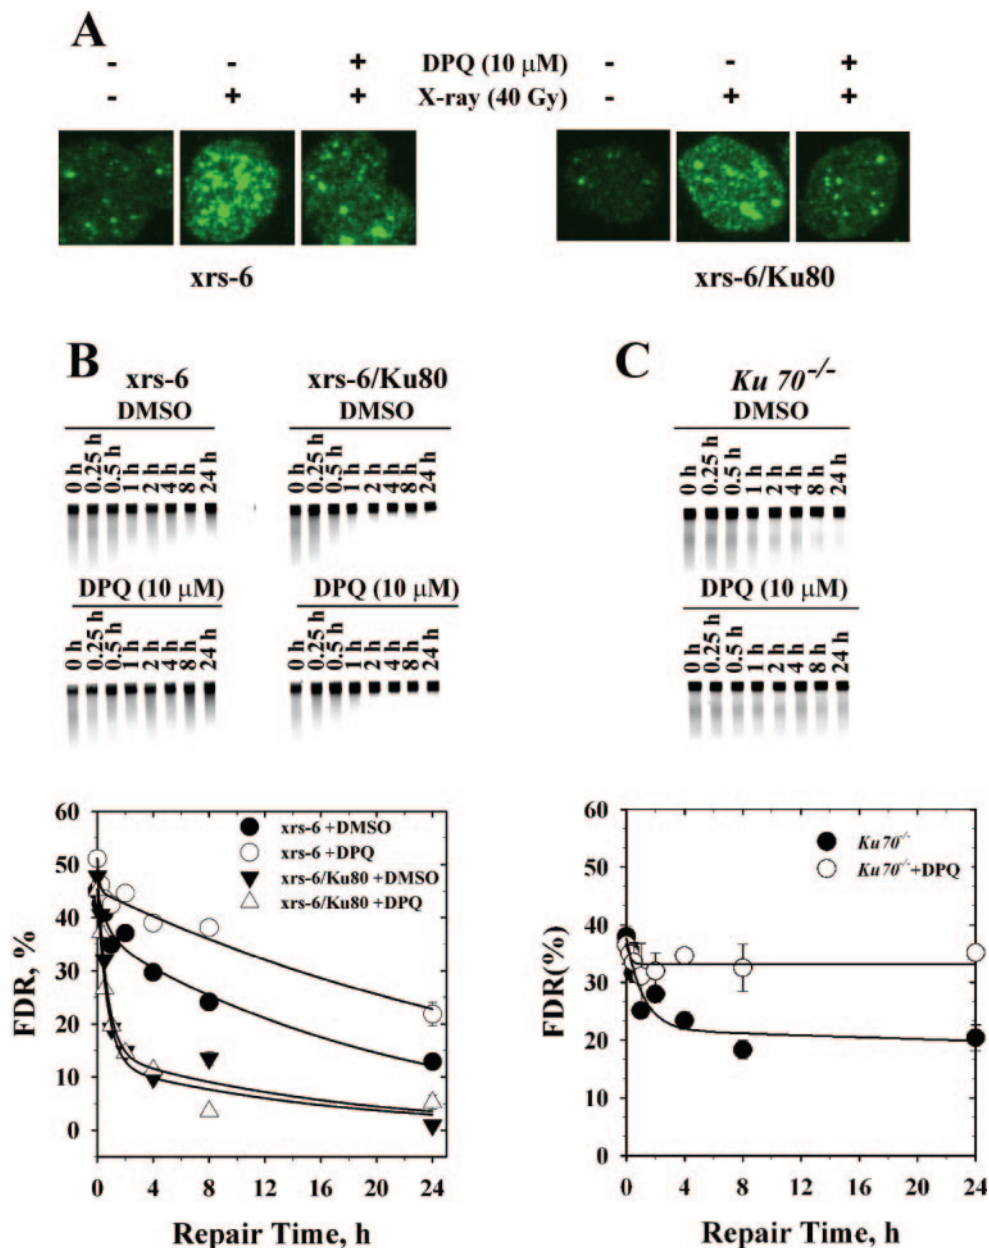 A
- - + DPQ (10 μM) - - +
- + + X-ray (40 Gy) - + +
xrs-6 xrs-6/Ku80
B
xrs-6 xrs-6/Ku80
DMSO DMSO
0 h 0.25 h 0.5 h 1 h 2 h 4 h 8 h 24 h
0 h 0.25 h 0.5 h 1 h 2 h 4 h 8 h 24 h
DPQ (10 μM) DPQ (10 μM)
0 h 0.25 h 0.5 h 1 h 2 h 4 h 8 h 24 h
0 h 0.25 h 0.5 h 1 h 2 h 4 h 8 h 24 h
60
50
40
30
20
10
0
FDR, %
xrs-6 +DMSO
xrs-6 +DPQ
xrs-6/Ku80 +DMSO
xrs-6/Ku80 +DPQ
0 4 8 12 16 20 24
Repair Time, h
C
Ku 70-/-
DMSO
0 h 0.25 h 0.5 h 1 h 2 h 4 h 8 h 24 h
DPQ (10 μM)
0 h 0.25 h 0.5 h 1 h 2 h 4 h 8 h 24 h
60
50
40
30
20
10
0
FDR(%)
Ku70-/-
Ku70-/-+DPQ
0 4 8 12 16 20 24
Repair Time, h